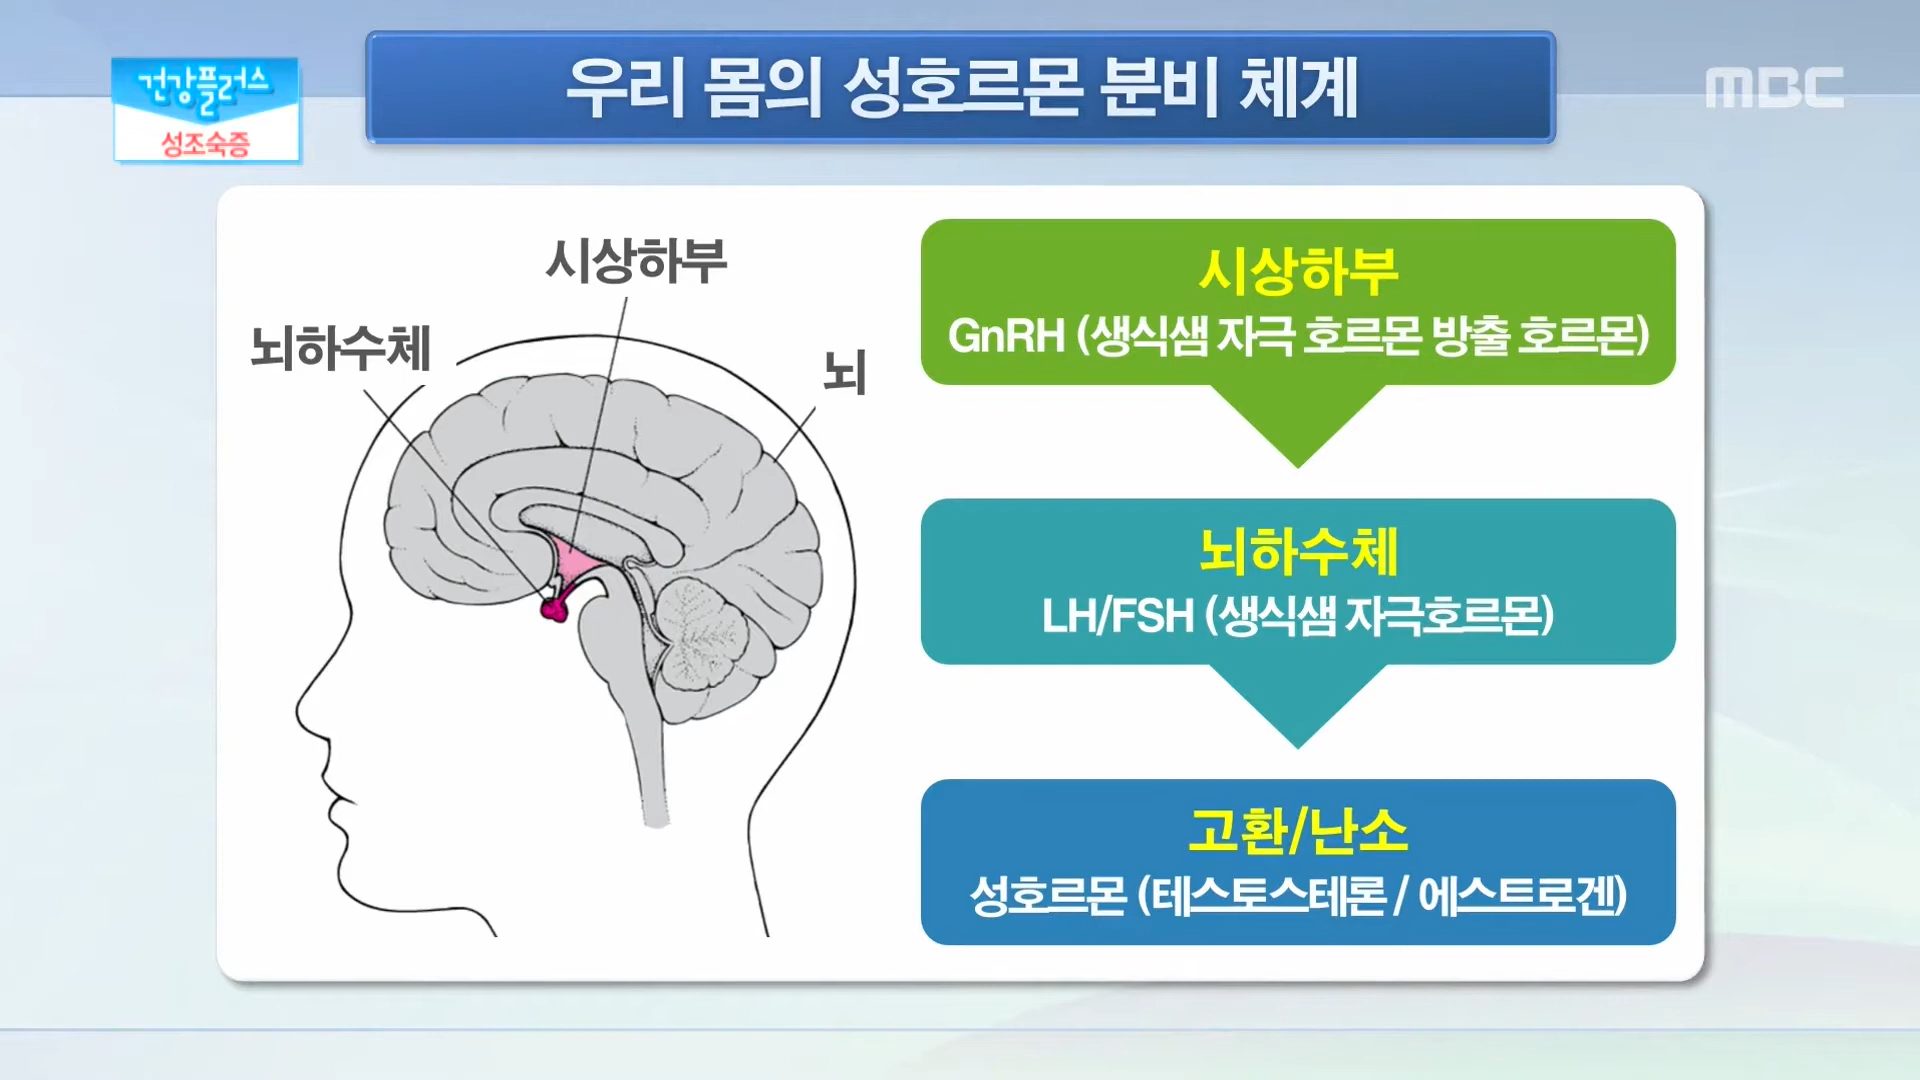 건강플러스
성조숙증
우리 몸의 성호르몬 분비 체계
MBC
시상하부
뇌하수체
뇌
시상하부
GnRH (생식샘 자극 호르몬 방출 호르몬)
뇌하수체
LH/FSH (생식샘 자극호르몬)
고환/난소
성호르몬 (테스토스테론 / 에스트로겐)